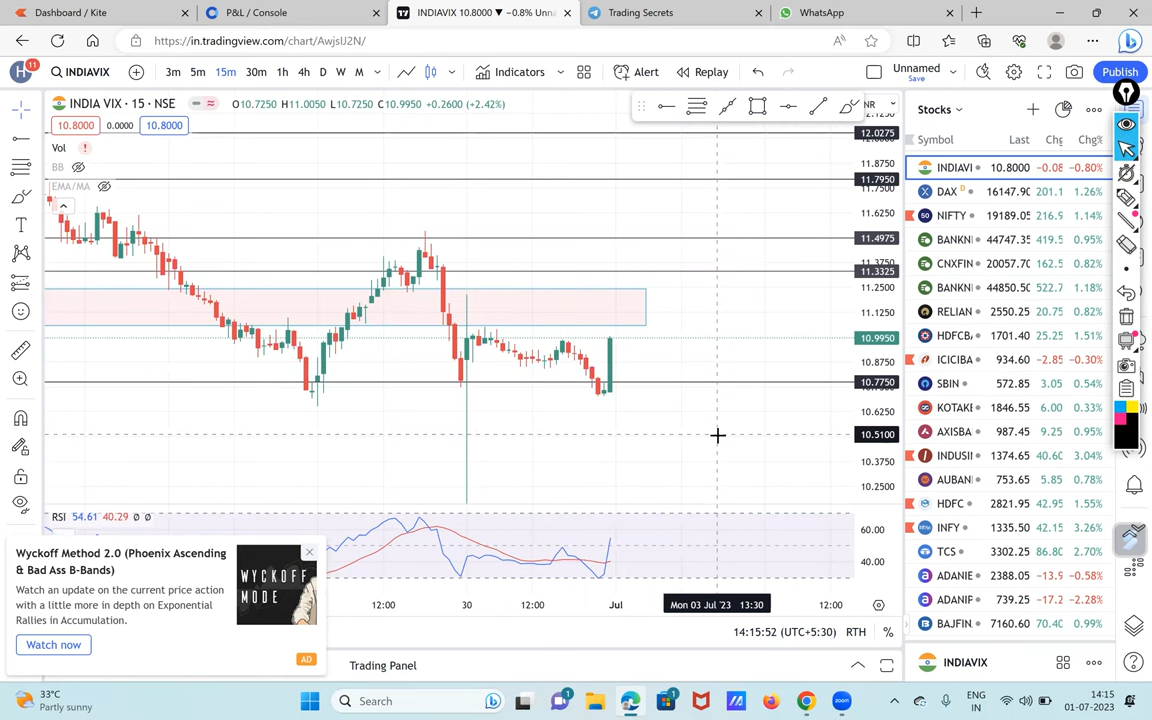 Dashboard / Kite
P&L / Console
INDIAVIX 10.8000 ▼ −0.8% Unna
Trading Secrets
WhatsApp
https://in.tradingview.com/chart/AwjsIJ2N/
H 11
INDIAVIX
3m 5m 15m 30m 1h 4h D W M
Indicators
Alert
Replay
Unnamed
Save
Publish
INDIA VIX · 15 · NSE
O10.7250 H11.0050 L10.7250 C10.9950 +0.2600 (+2.42%)
10.8000 0.0000 10.8000
Vol !
BB
EMA/MA
12.0275
11.8750
11.7950
11.7500
11.6250
11.4975
11.3750
11.3325
11.2500
11.1250
10.9950
10.8750
10.7750
10.6250
10.5100
10.3750
10.2500
RSI 54.61 40.29 Ø Ø
60.00
40.00
12:00 30 12:00 Jul Mon 03 Jul '23 13:30 12:00
14:15:52 (UTC+5:30) RTH %
Trading Panel
Wyckoff Method 2.0 (Phoenix Ascending
& Bad Ass B-Bands)
Watch an update on the current price action
with a little more in depth on Exponential
Rallies in Accumulation.
Watch now
WYCKOFF
MODE
AD
Stocks
Symbol Last Chg Chg%
INDIAVI 10.8000 −0.08 −0.80%
DAX D 16147.90 201.1 1.26%
50 NIFTY 19189.05 216.9 1.14%
BANKNI 44747.35 419.5 0.95%
CNXFIN 20057.70 162.5 0.82%
BANKNI 44850.50 522.7 1.18%
RELIAN 2550.25 20.75 0.82%
HDFCB 1701.40 25.25 1.51%
ICICIBA 934.60 −2.85 −0.30%
SBIN 572.85 3.05 0.54%
KOTAKE 1846.55 6.00 0.33%
AXISBA 987.45 9.25 0.95%
INDUSI 1374.65 40.60 3.04%
AUBAN 753.65 5.85 0.78%
HDFC 2821.95 42.95 1.55%
INFY 1335.50 42.15 3.26%
TCS 3302.25 86.80 2.70%
ADANIE 2388.05 −13.9 −0.58%
ADANIP 739.25 −17.2 −2.28%
BAJFIN 7160.60 70.40 0.99%
INDIAVIX
33°C
Partly sunny
Search
ENG
IN
14:15
01-07-2023